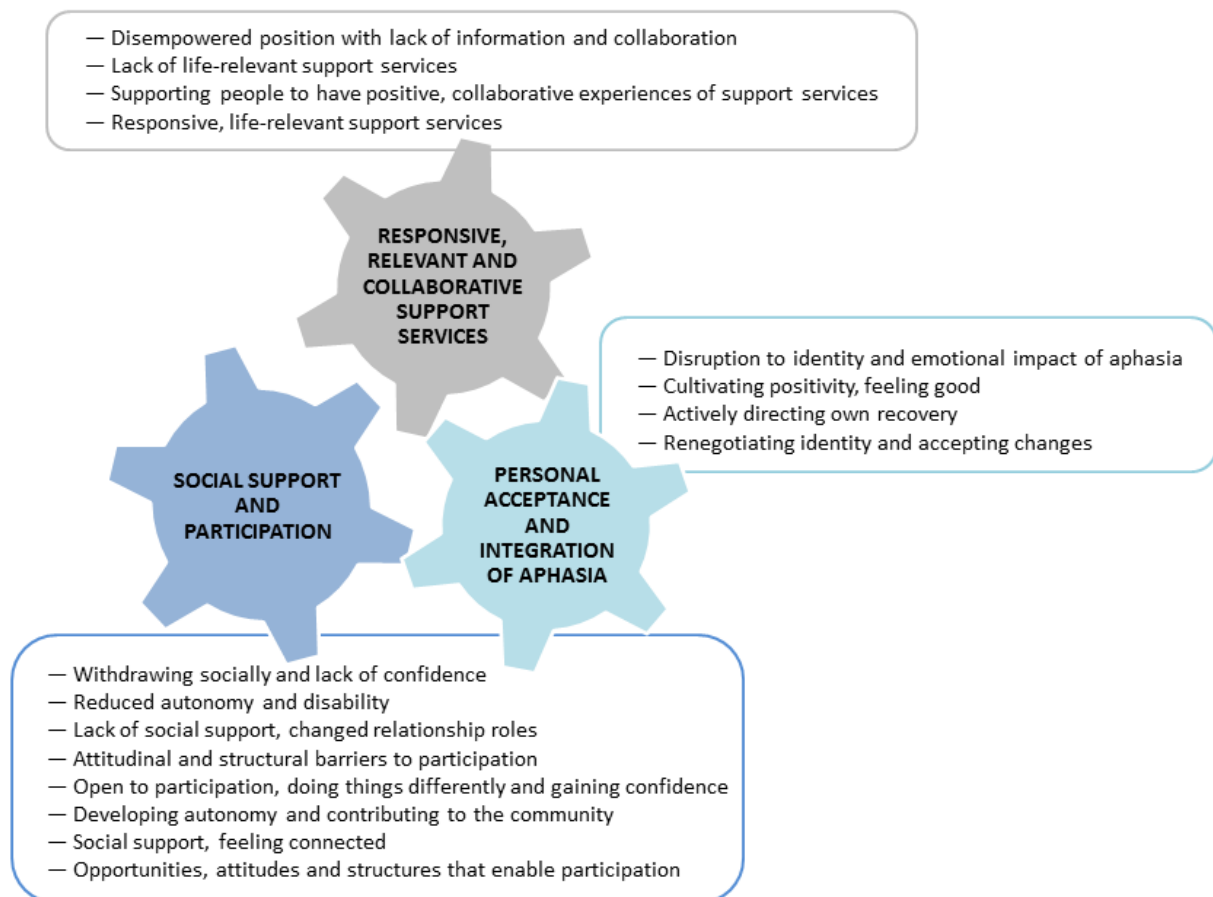 — Disempowered position with lack of information and collaboration
— Lack of life-relevant support services
— Supporting people to have positive, collaborative experiences of support services
— Responsive, life-relevant support services
RESPONSIVE,
RELEVANT AND
COLLABORATIVE
SUPPORT
SERVICES
— Disruption to identity and emotional impact of aphasia
— Cultivating positivity, feeling good
— Actively directing own recovery
— Renegotiating identity and accepting changes
SOCIAL SUPPORT
AND
PARTICIPATION
PERSONAL
ACCEPTANCE
AND
INTEGRATION
OF APHASIA
— Withdrawing socially and lack of confidence
— Reduced autonomy and disability
— Lack of social support, changed relationship roles
— Attitudinal and structural barriers to participation
— Open to participation, doing things differently and gaining confidence
— Developing autonomy and contributing to the community
— Social support, feeling connected
— Opportunities, attitudes and structures that enable participation